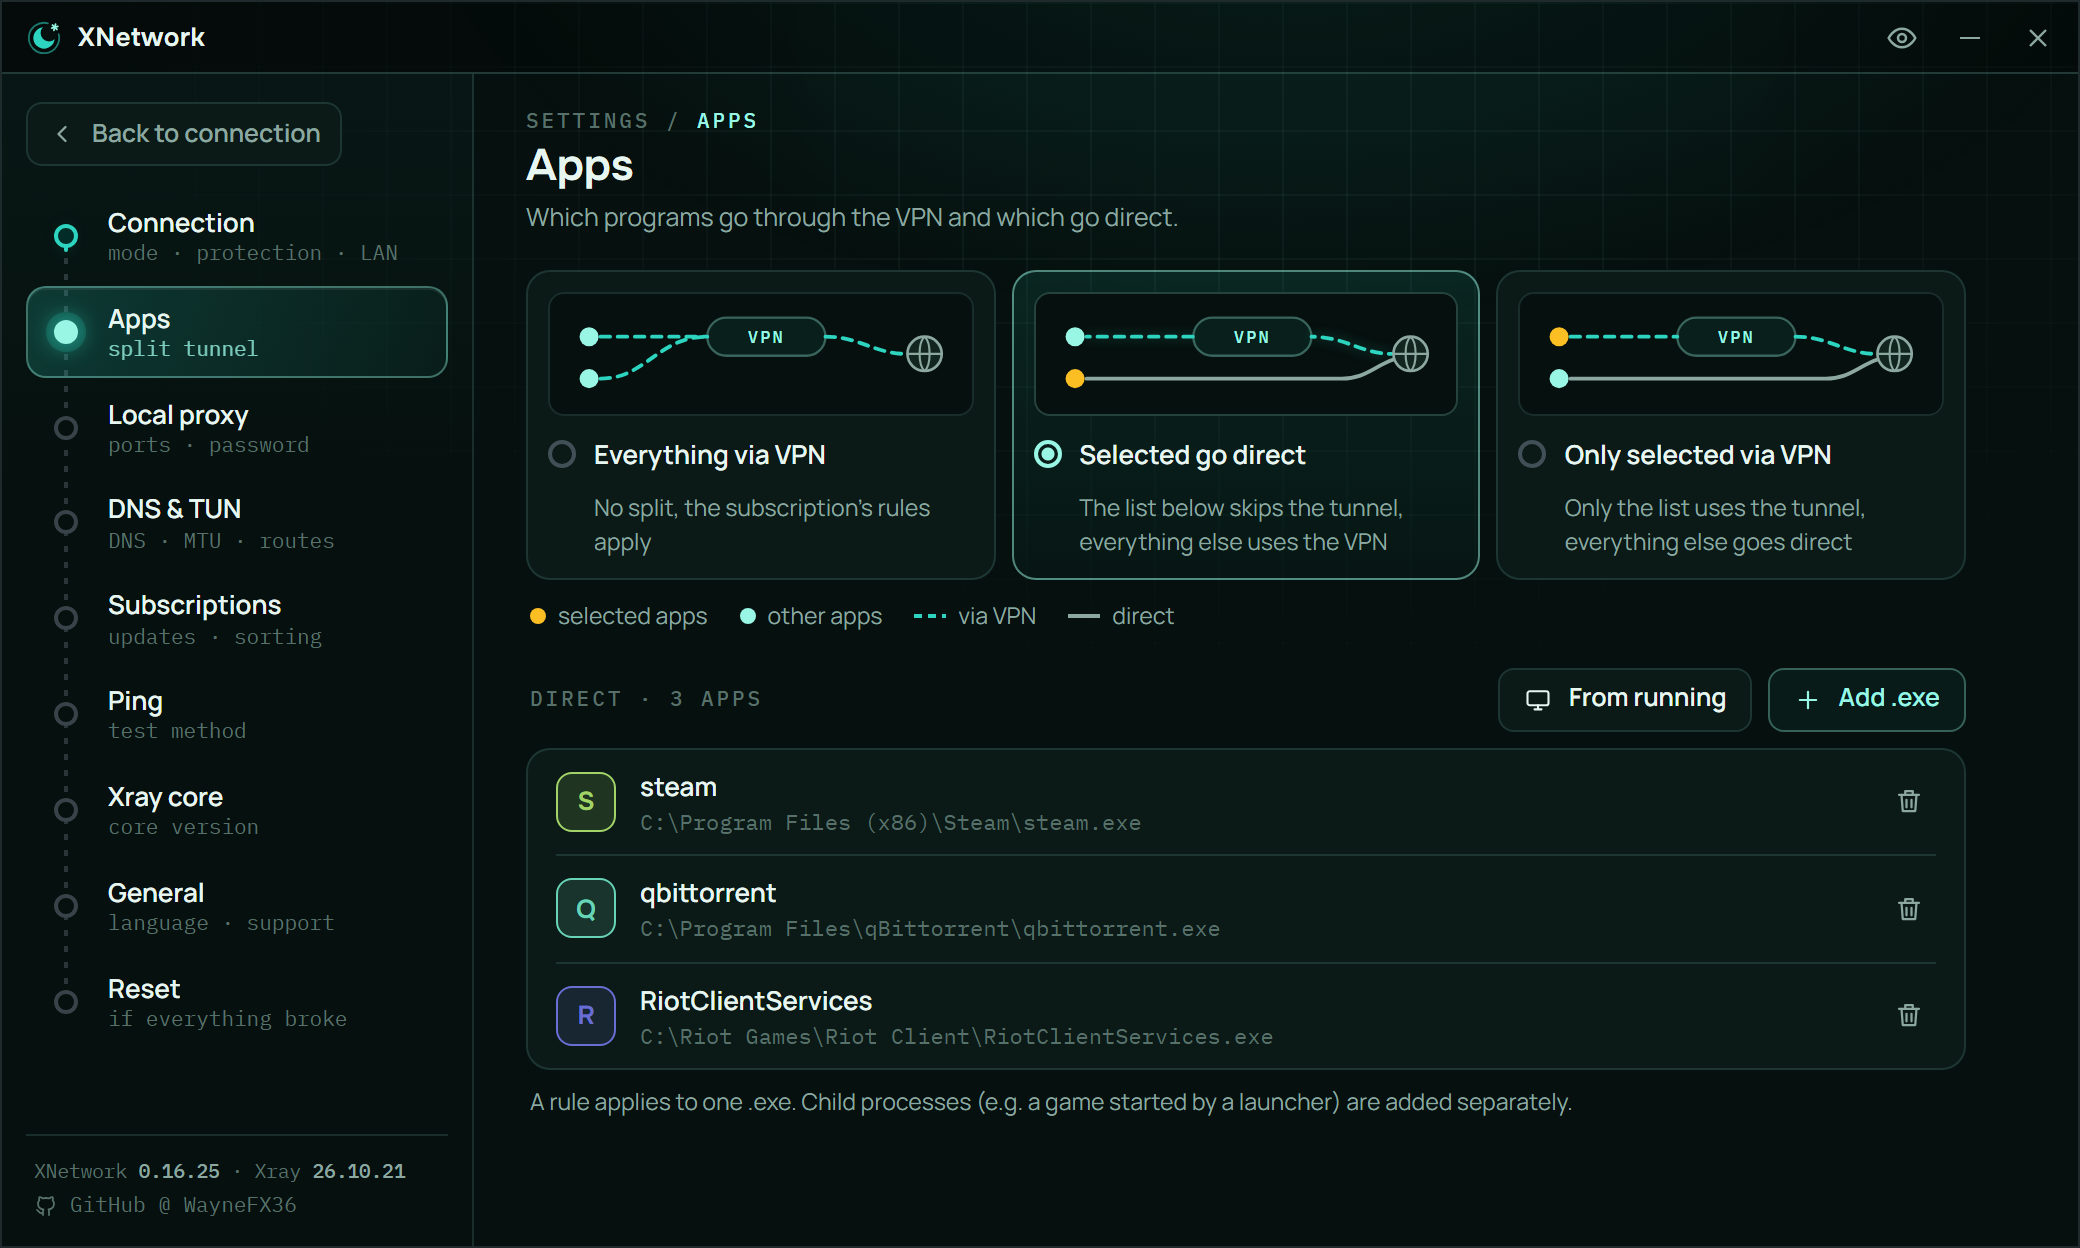 XNetwork
Back to connection
Connection
mode · protection · LAN
Apps
split tunnel
Local proxy
ports · password
DNS & TUN
DNS · MTU · routes
Subscriptions
updates · sorting
Ping
test method
Xray core
core version
General
language · support
Reset
if everything broke
XNetwork 0.16.25 · Xray 26.10.21
GitHub @ WayneFX36
SETTINGS / APPS
Apps
Which programs go through the VPN and which go direct.
VPN
Everything via VPN
No split, the subscription's rules
apply
VPN
Selected go direct
The list below skips the tunnel,
everything else uses the VPN
VPN
Only selected via VPN
Only the list uses the tunnel,
everything else goes direct
selected apps other apps via VPN direct
DIRECT · 3 APPS
From running
Add .exe
S
steam
C:\Program Files (x86)\Steam\steam.exe
Q
qbittorrent
C:\Program Files\qBittorrent\qbittorrent.exe
R
RiotClientServices
C:\Riot Games\Riot Client\RiotClientServices.exe
A rule applies to one .exe. Child processes (e.g. a game started by a launcher) are added separately.